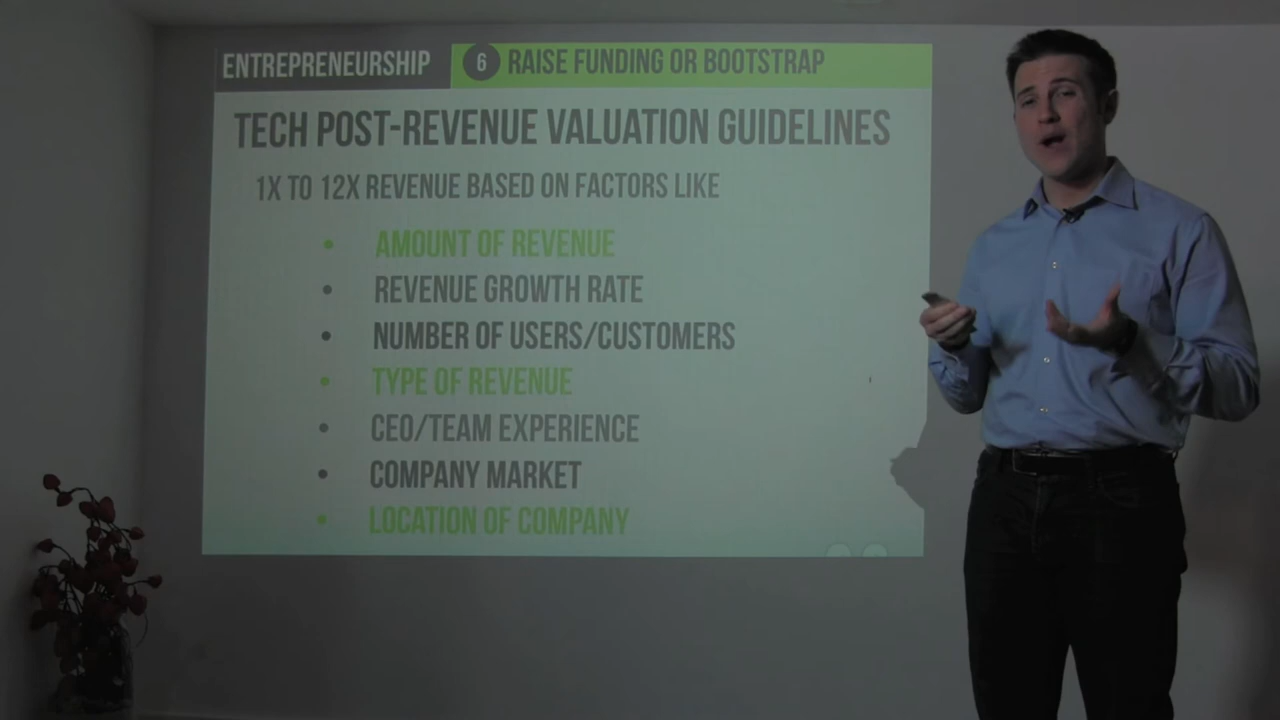 ENTREPRENEURSHIP
6 RAISE FUNDING OR BOOTSTRAP
TECH POST-REVENUE VALUATION GUIDELINES
1X TO 12X REVENUE BASED ON FACTORS LIKE
• AMOUNT OF REVENUE
• REVENUE GROWTH RATE
• NUMBER OF USERS/CUSTOMERS
• TYPE OF REVENUE
• CEO/TEAM EXPERIENCE
• COMPANY MARKET
• LOCATION OF COMPANY